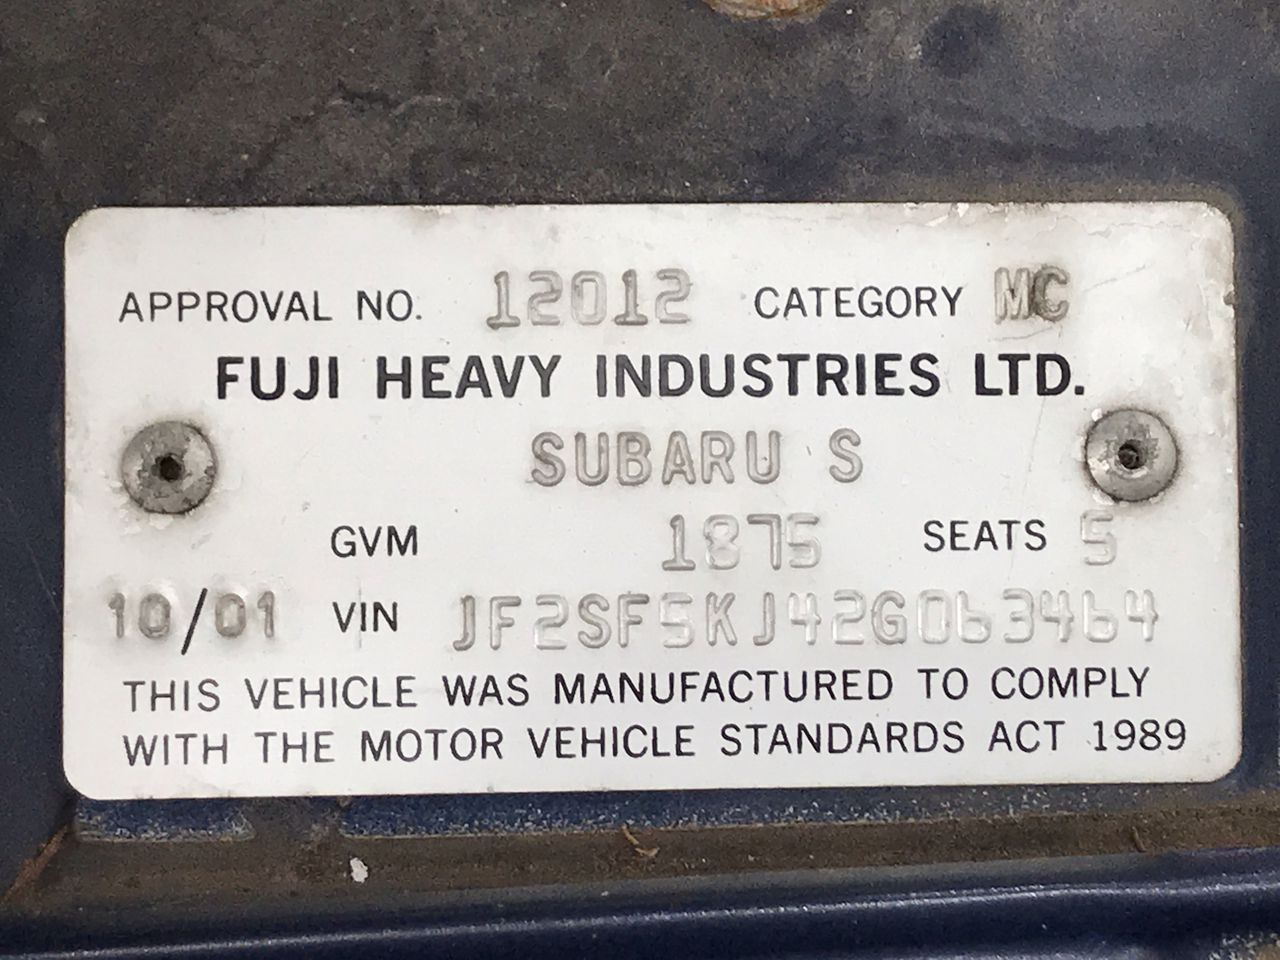 APPROVAL NO. 12012 CATEGORY MC
FUJI HEAVY INDUSTRIES LTD.
SUBARU S
GVM 1875 SEATS 5
10/01 VIN JF2SF5KJ42G063464
THIS VEHICLE WAS MANUFACTURED TO COMPLY
WITH THE MOTOR VEHICLE STANDARDS ACT 1989